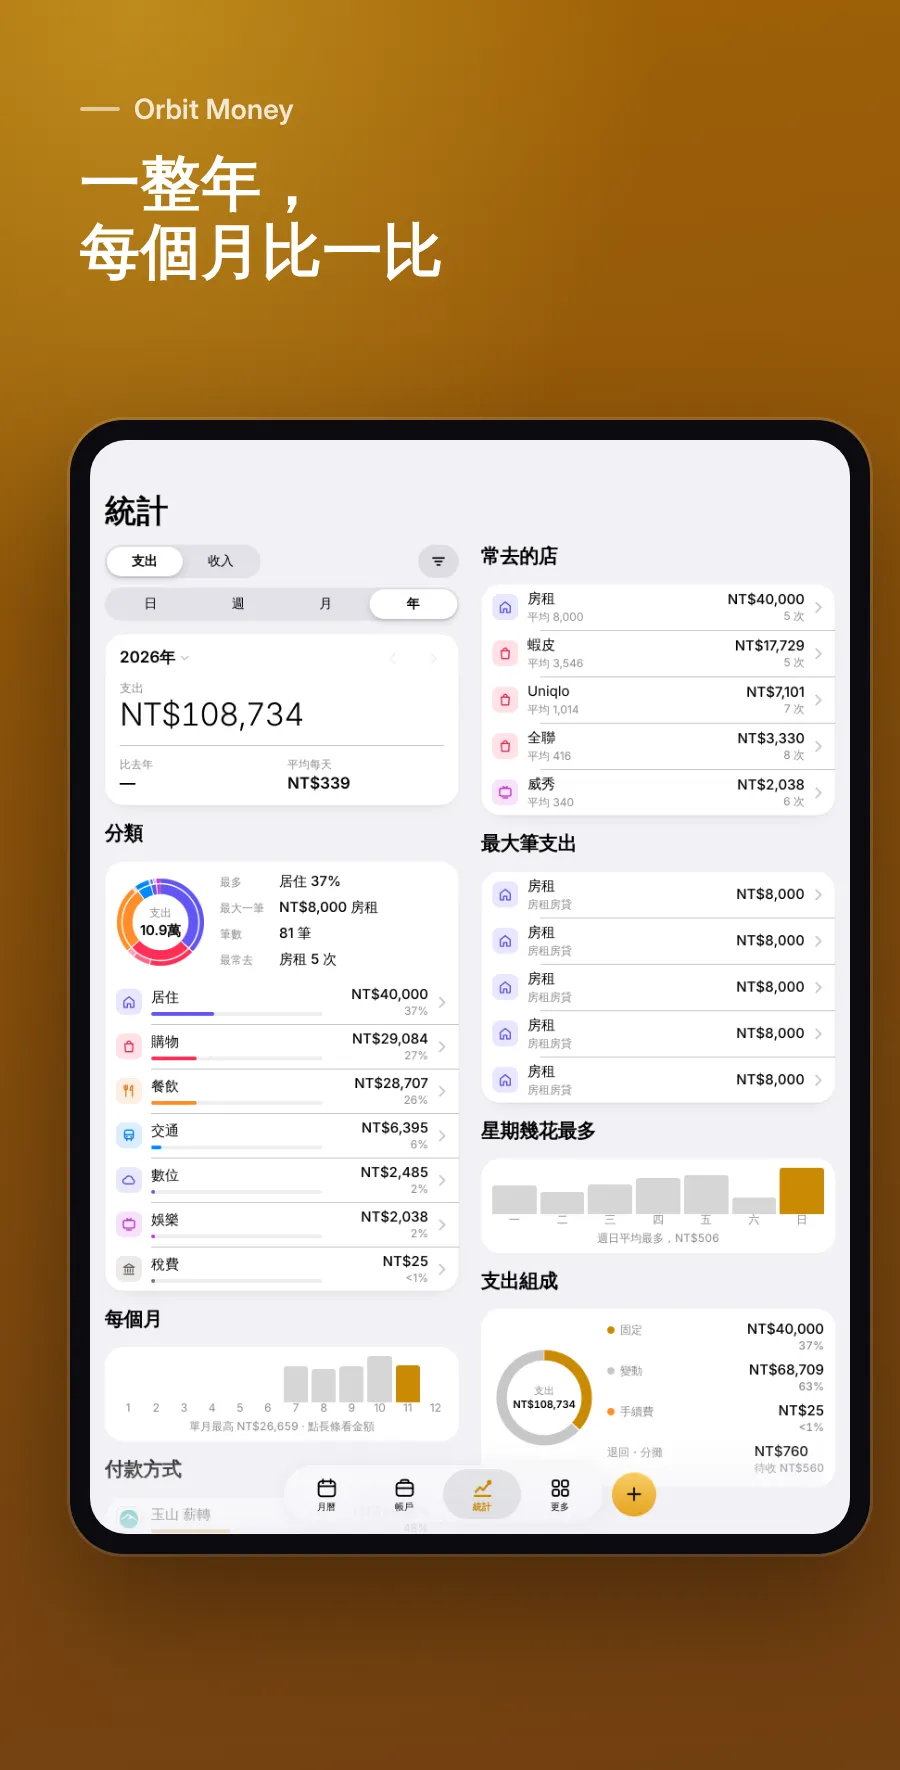 Orbit Money
一整年，
每個月比一比
統計
支出
收入
日
週
月
年
2026年
支出
NT$108,734
比去年
—
平均每天
NT$339
分類
支出
10.9萬
最多
居住 37%
最大一筆
NT$8,000 房租
筆數
81 筆
最常去
房租 5 次
居住
NT$40,000
37%
購物
NT$29,084
27%
餐飲
NT$28,707
26%
交通
NT$6,395
6%
數位
NT$2,485
2%
娛樂
NT$2,038
2%
稅費
NT$25
<1%
每個月
1 2 3 4 5 6 7 8 9 10 11 12
單月最高 NT$26,659 · 點長條看金額
付款方式
玉山 薪轉
48%
常去的店
房租
平均 8,000
NT$40,000
5 次
蝦皮
平均 3,546
NT$17,729
5 次
Uniqlo
平均 1,014
NT$7,101
7 次
全聯
平均 416
NT$3,330
8 次
威秀
平均 340
NT$2,038
6 次
最大筆支出
房租
房租房貸
NT$8,000
房租
房租房貸
NT$8,000
房租
房租房貸
NT$8,000
房租
房租房貸
NT$8,000
房租
房租房貸
NT$8,000
星期幾花最多
一 二 三 四 五 六 日
週日平均最多，NT$506
支出組成
支出
NT$108,734
固定
NT$40,000
37%
變動
NT$68,709
63%
手續費
NT$25
<1%
退回・分攤
NT$760
待收 NT$560
月曆
帳戶
統計
更多